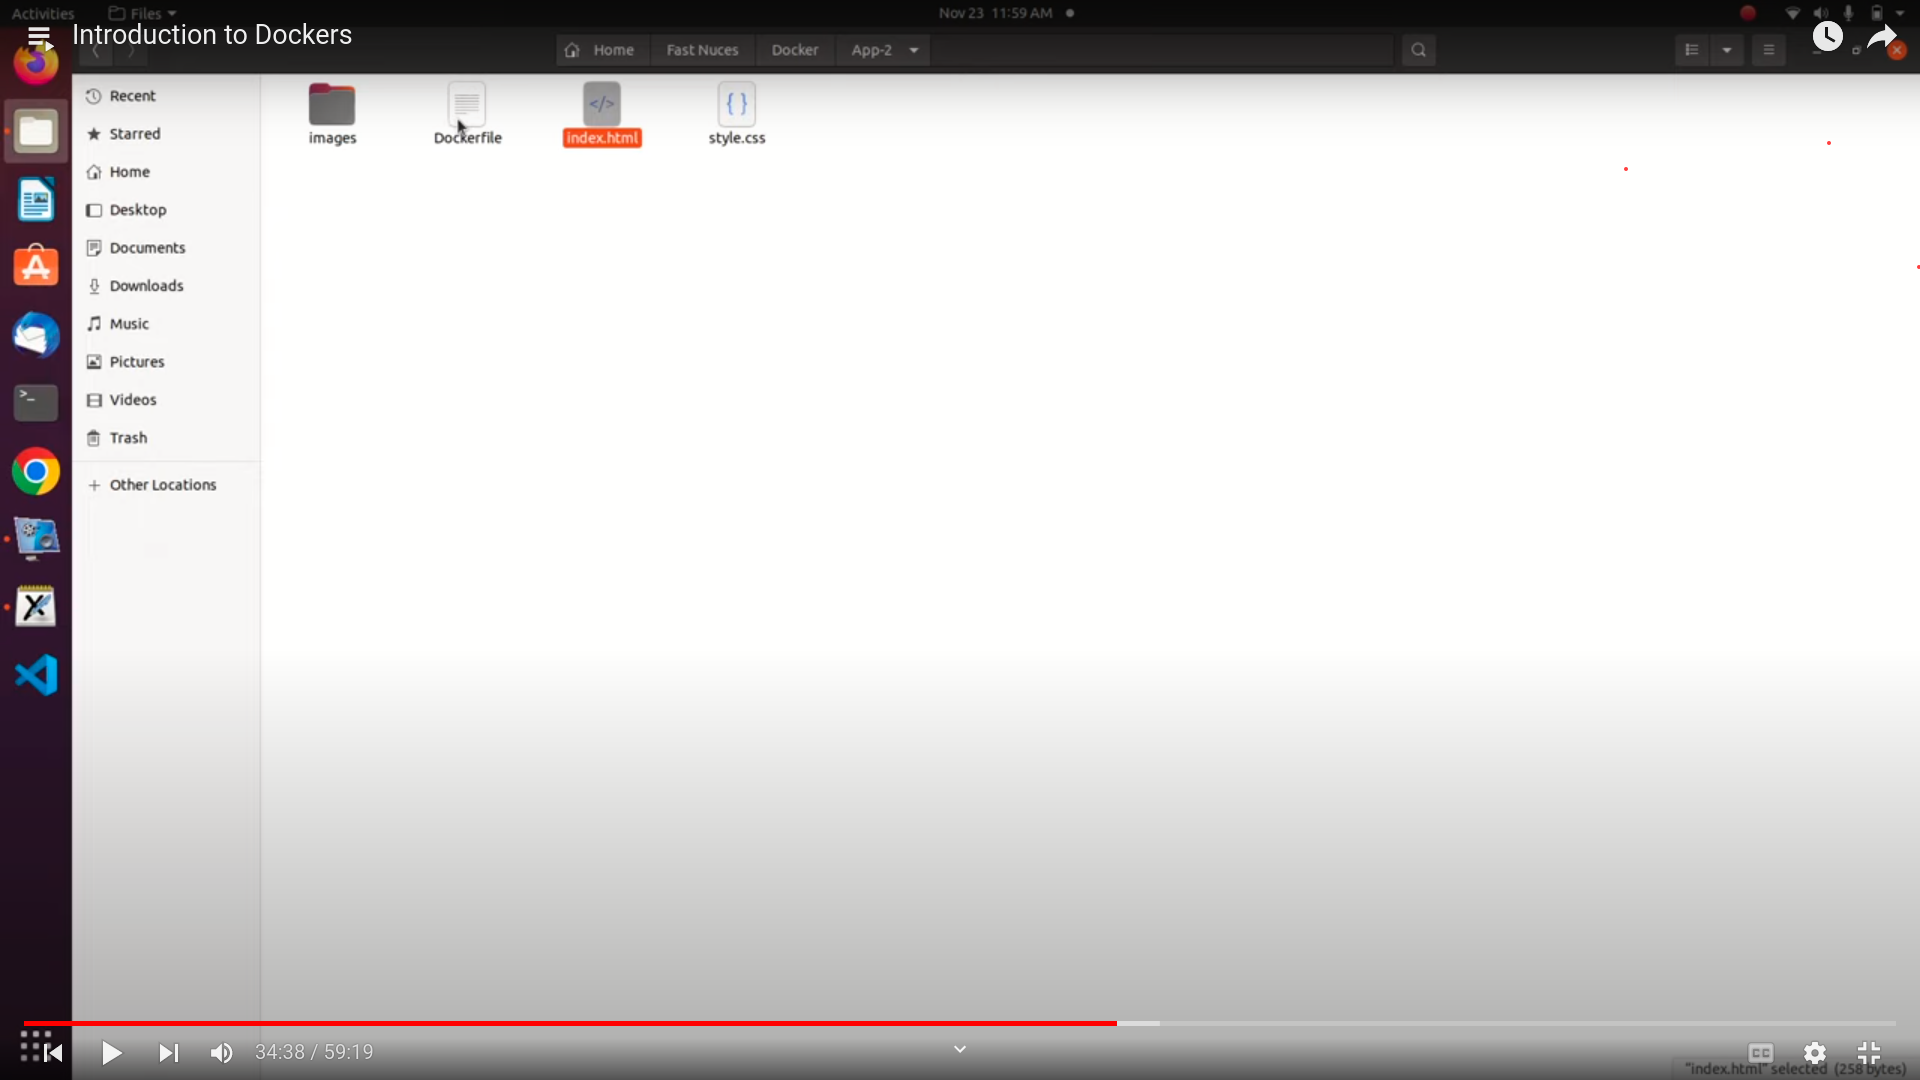 Activities Files Nov 23 11:59 AM
Introduction to Dockers
Home Fast Nuces Docker App-2
Recent
Starred
Home
Desktop
Documents
Downloads
Music
Pictures
Videos
Trash
Other Locations
images Dockerfile index.html style.css
34:38 / 59:19
CC
"index.html" selected (258 bytes)